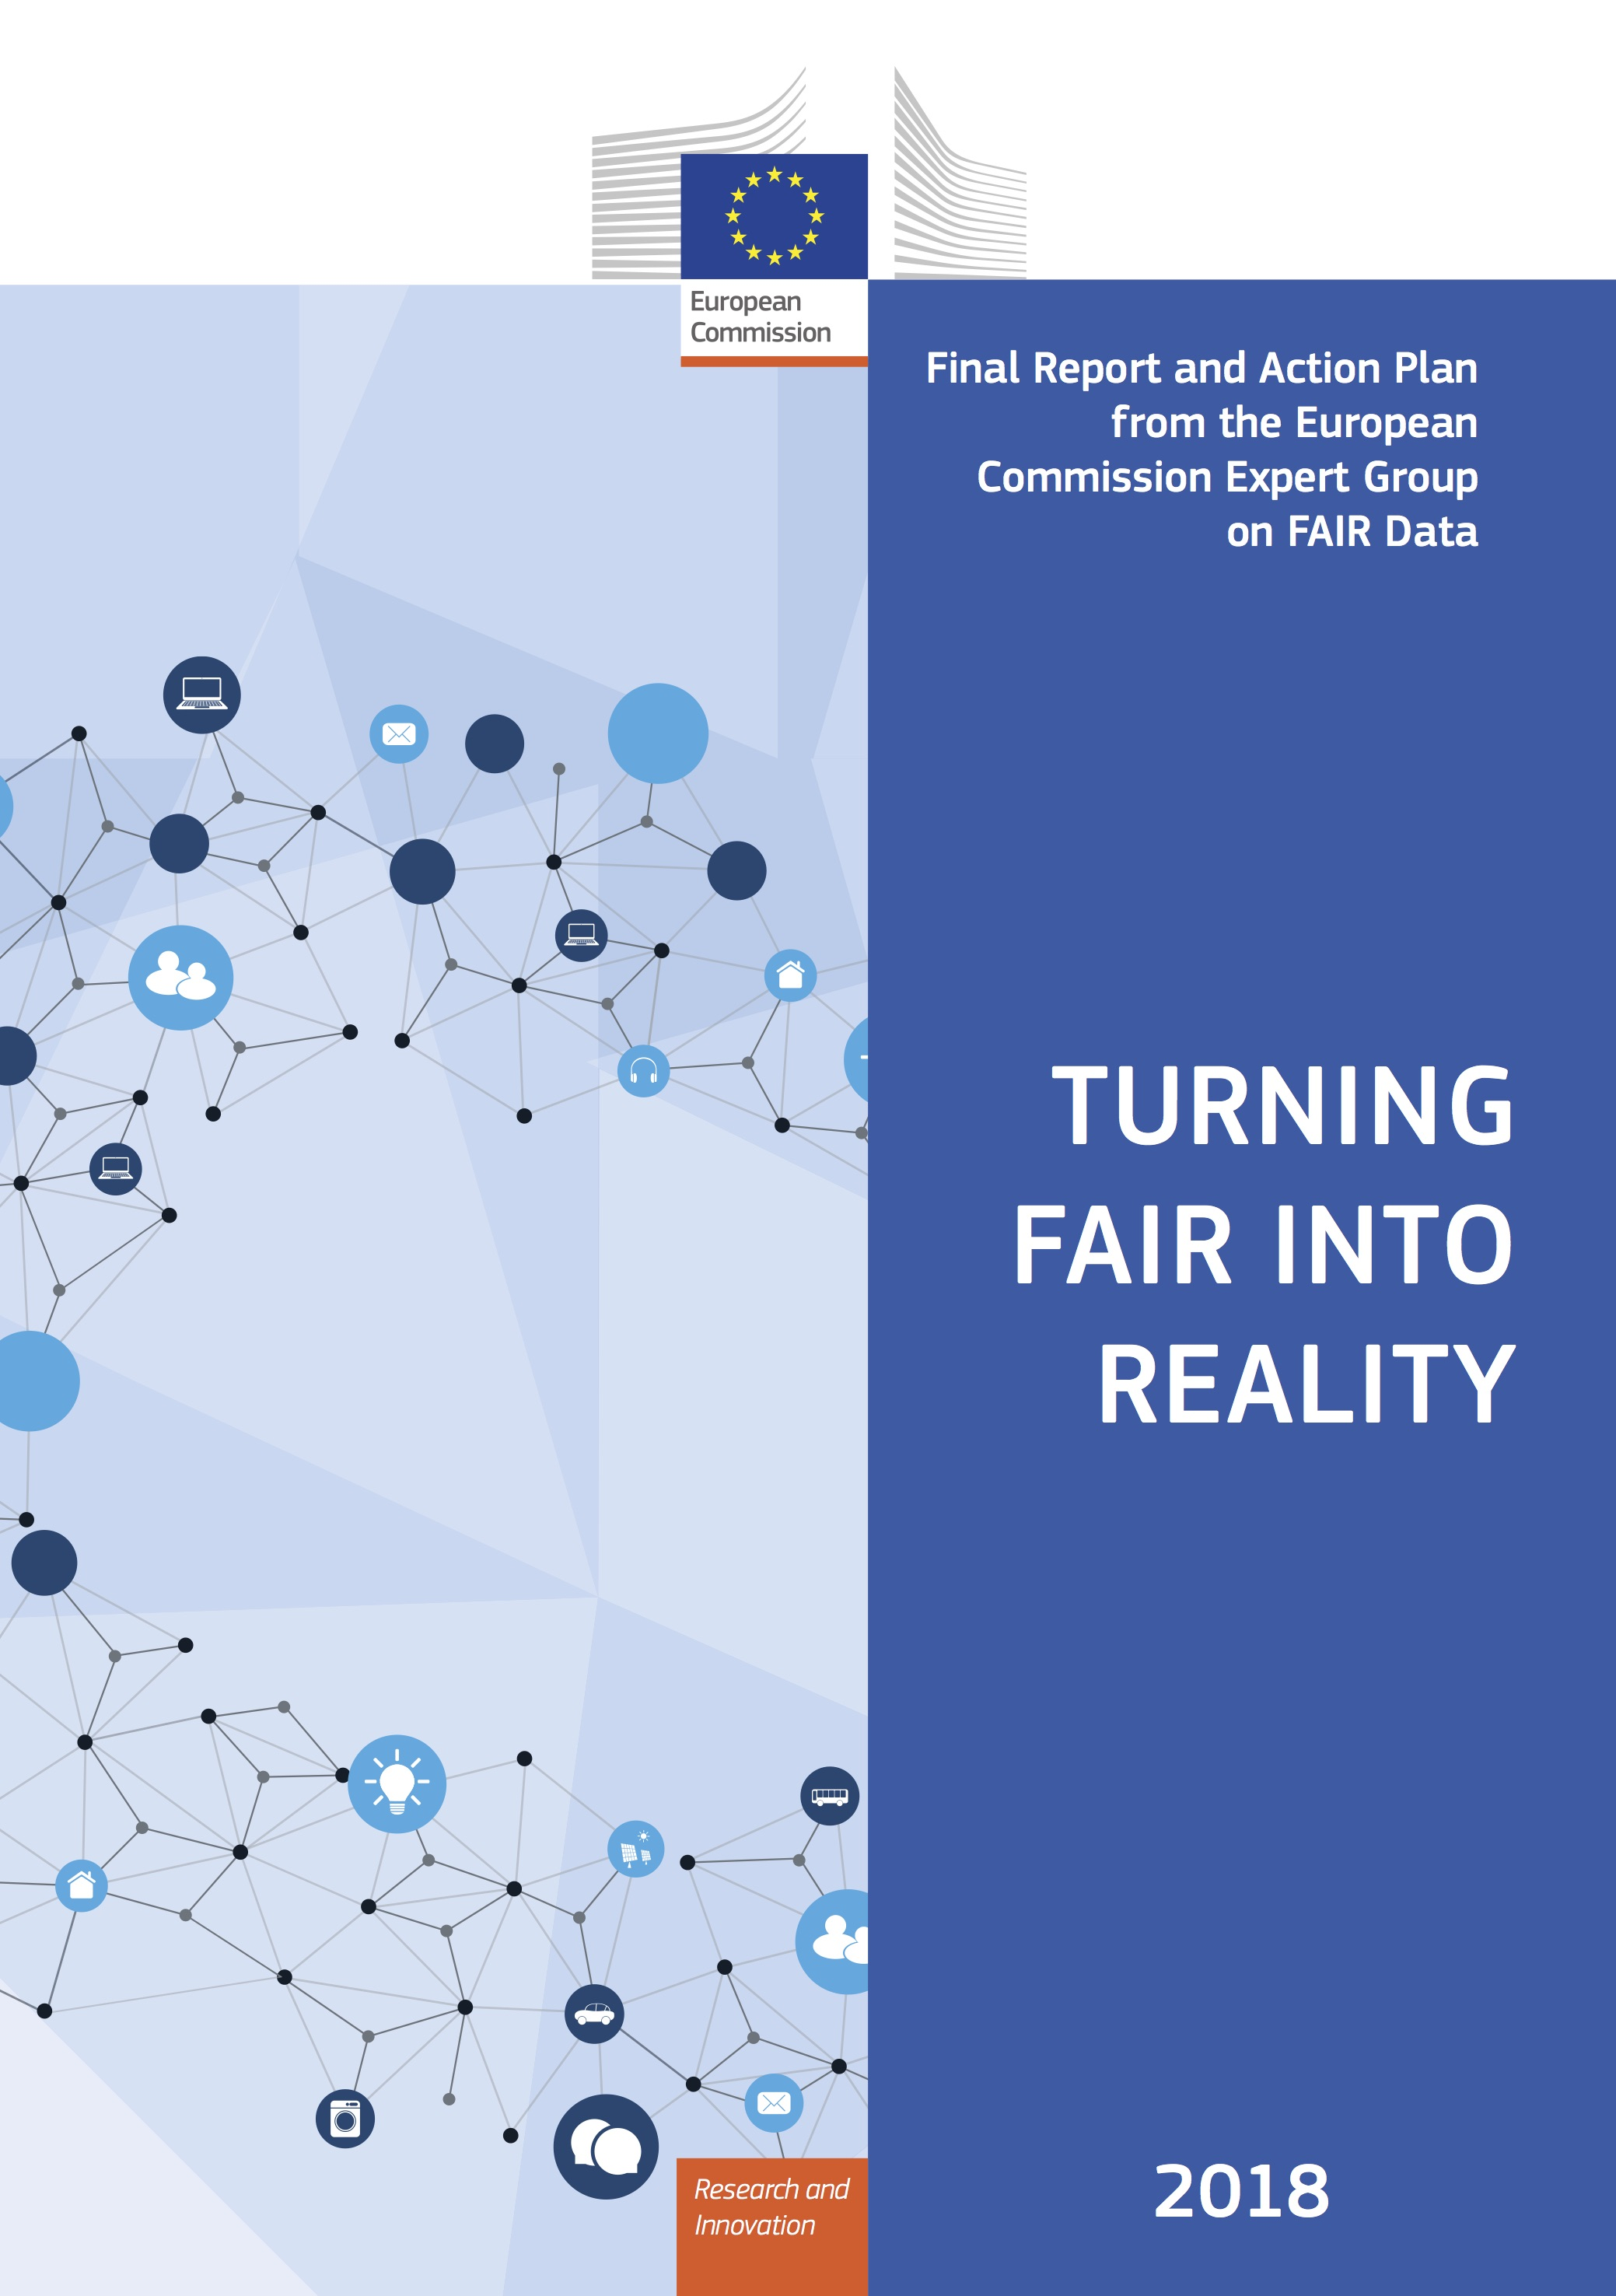 European
Commission
Final Report and Action Plan
from the European
Commission Expert Group
on FAIR Data
TURNING
FAIR INTO
REALITY
Research and
Innovation
2018